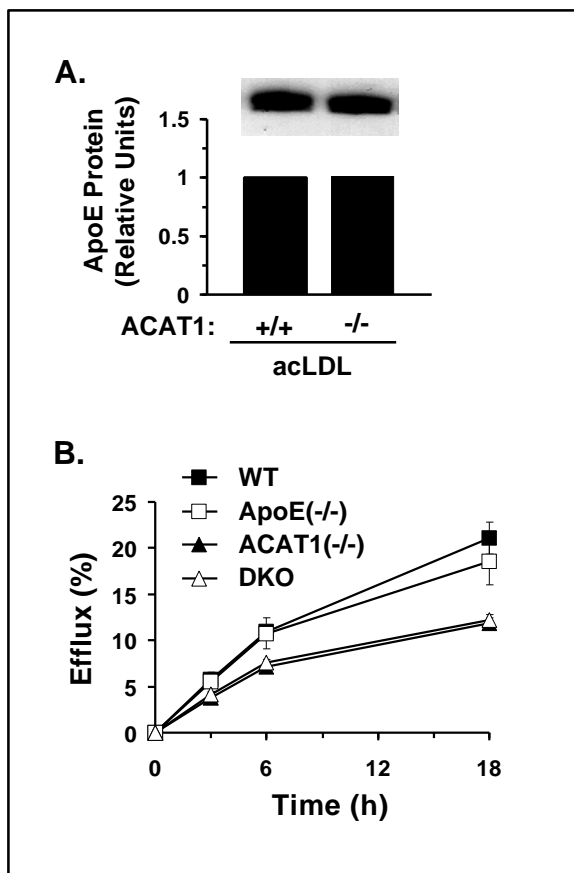 A.
ApoE Protein
(Relative Units)
1.5
1
0.5
0
ACAT1: +/+ -/-
acLDL
B.
WT
ApoE(-/-)
ACAT1(-/-)
DKO
Efflux (%)
25
20
15
10
5
0
0 6 12 18
Time (h)